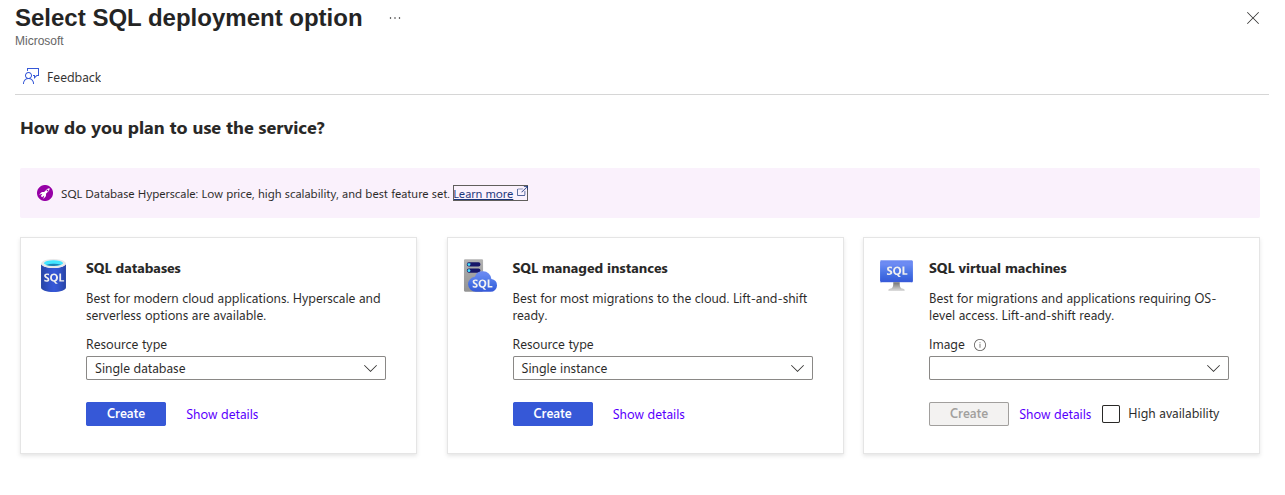 Select SQL deployment option ...
Microsoft
Feedback
How do you plan to use the service?
SQL Database Hyperscale: Low price, high scalability, and best feature set. Learn more
SQL
SQL databases
Best for modern cloud applications. Hyperscale and
serverless options are available.
Resource type
Single database
Create Show details
SQL
SQL managed instances
Best for most migrations to the cloud. Lift-and-shift
ready.
Resource type
Single instance
Create Show details
SQL
SQL virtual machines
Best for migrations and applications requiring OS-
level access. Lift-and-shift ready.
Image
Create Show details High availability